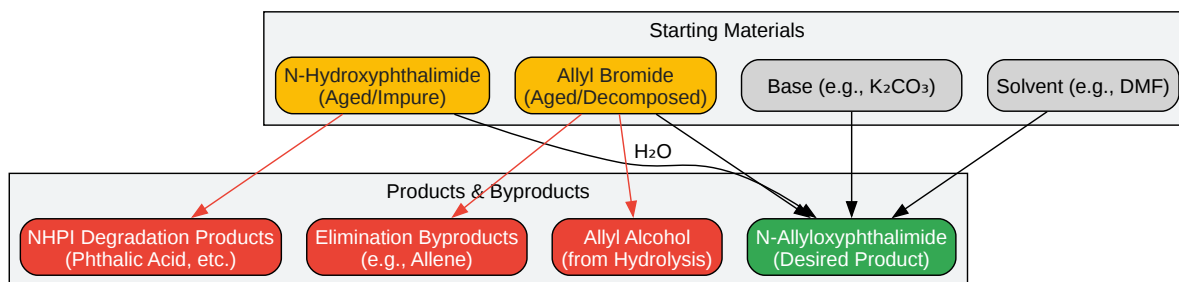 Starting Materials
N-Hydroxyphthalimide
(Aged/Impure)
Allyl Bromide
(Aged/Decomposed)
Base (e.g., K₂CO₃)
Solvent (e.g., DMF)
H₂O
Products & Byproducts
NHPI Degradation Products
(Phthalic Acid, etc.)
Elimination Byproducts
(e.g., Allene)
Allyl Alcohol
(from Hydrolysis)
N-Allyloxyphthalimide
(Desired Product)